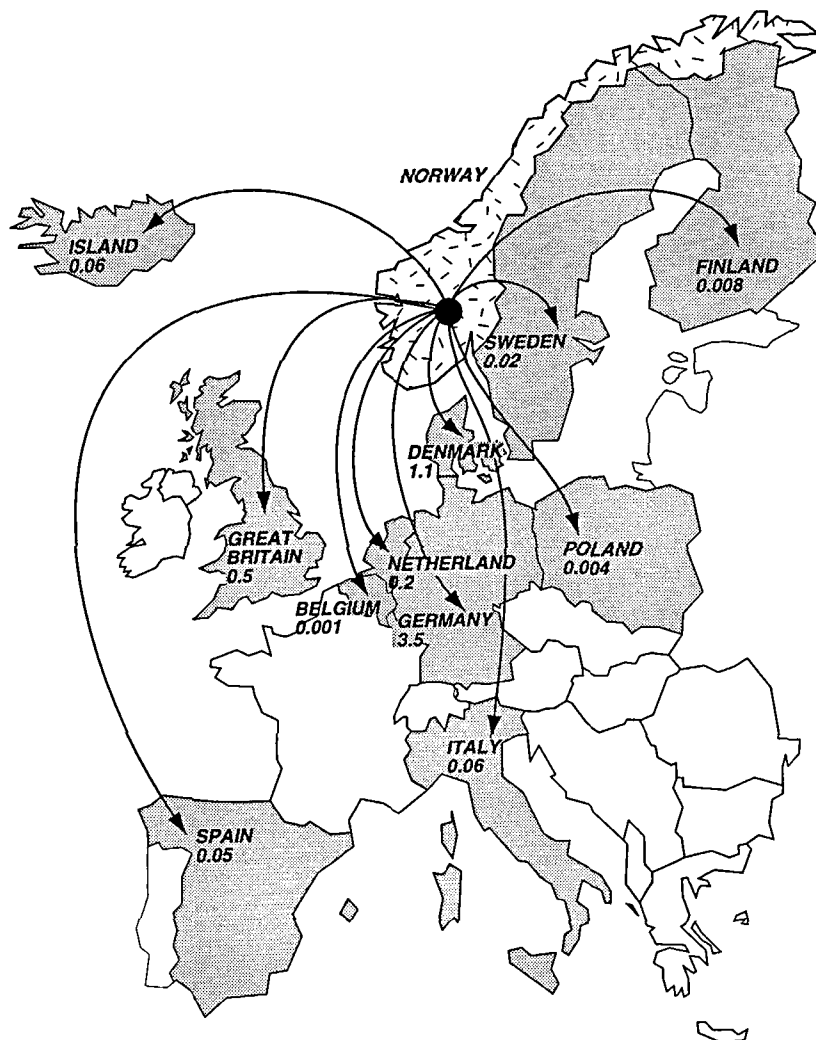 NORWAY
ISLAND
0.06
FINLAND
0.008
SWEDEN
0.02
DENMARK
1.1
GREAT
BRITAIN
0.5
NETHERLAND
0.2
POLAND
0.004
BELGIUM
0.001
GERMANY
3.5
ITALY
0.06
SPAIN
0.05